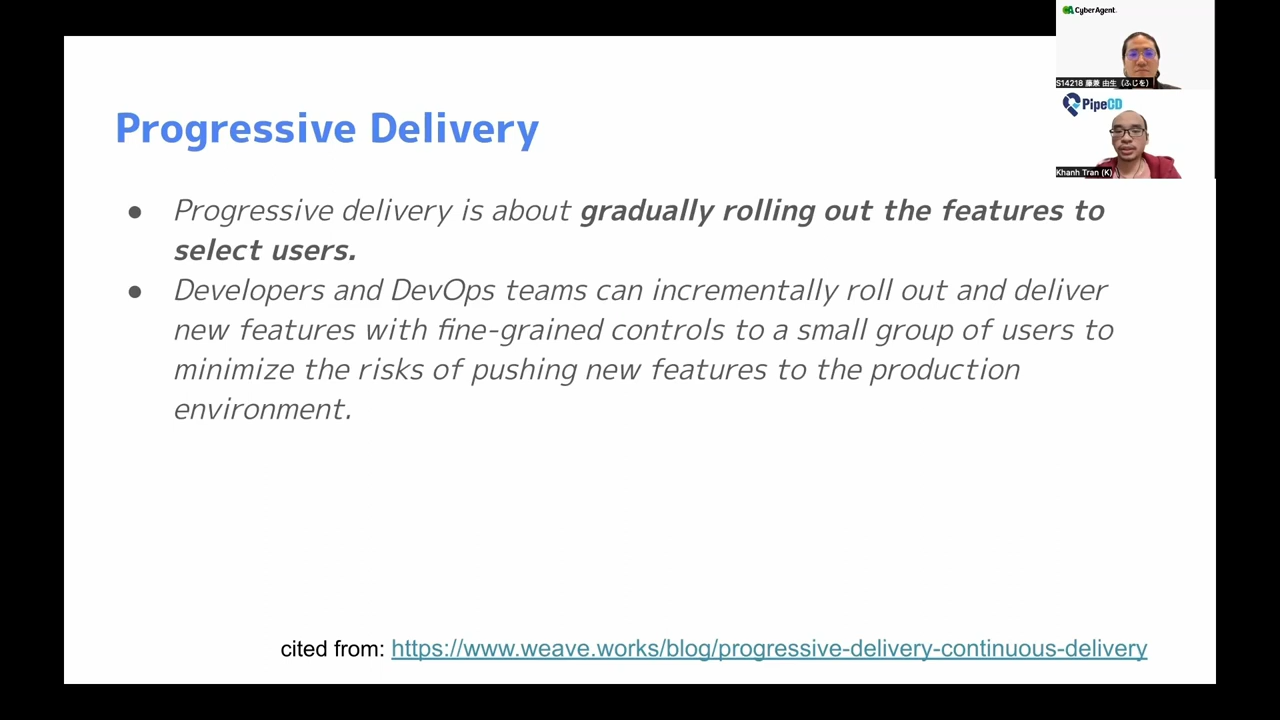 CyberAgent.
S14218 藤兼 由生 (ふじを)
PipeCD
Khanh Tran (K)
Progressive Delivery
● Progressive delivery is about gradually rolling out the features to
select users.
● Developers and DevOps teams can incrementally roll out and deliver
new features with fine-grained controls to a small group of users to
minimize the risks of pushing new features to the production
environment.
cited from: https://www.weave.works/blog/progressive-delivery-continuous-delivery